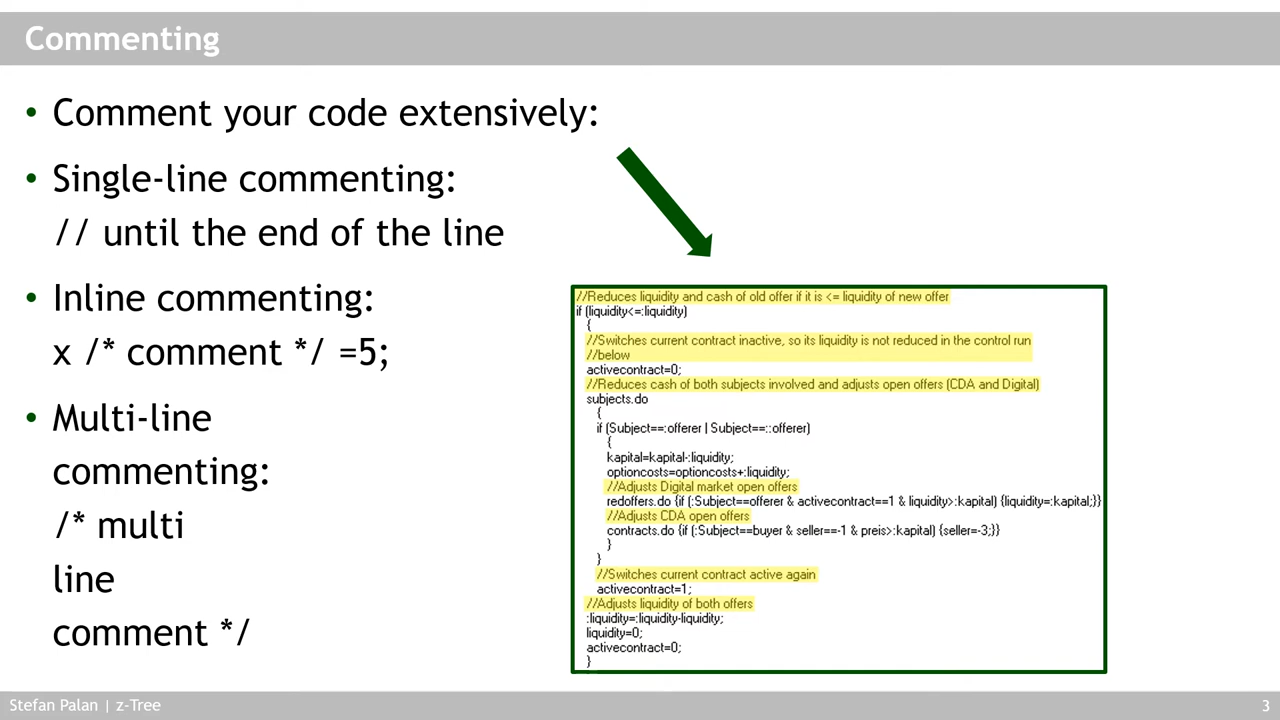 Commenting
• Comment your code extensively:
• Single-line commenting:
// until the end of the line
• Inline commenting:
x /* comment */ =5;
• Multi-line
commenting:
/* multi
line
comment */
//Reduces liquidity and cash of old offer if it is <= liquidity of new offer
if (liquidity<=:liquidity)
{
//Switches current contract inactive, so its liquidity is not reduced in the control run
//below
activecontract=0;
//Reduces cash of both subjects involved and adjusts open offers (CDA and Digital)
subjects.do
{
if (Subject==:offerer | Subject==::offerer)
{
kapital=kapital-:liquidity;
optioncosts=optioncosts+:liquidity;
//Adjusts Digital market open offers
redoffers.do {if (:Subject==offerer & activecontract==1 & liquidity>:kapital) {liquidity=:kapital;}}
//Adjusts CDA open offers
contracts.do {if (:Subject==buyer & seller==-1 & preis>:kapital) {seller=-3;}}
}
}
//Switches current contract active again
activecontract=1;
//Adjusts liquidity of both offers
:liquidity=:liquidity-liquidity;
liquidity=0;
activecontract=0;
}
Stefan Palan | z-Tree
3